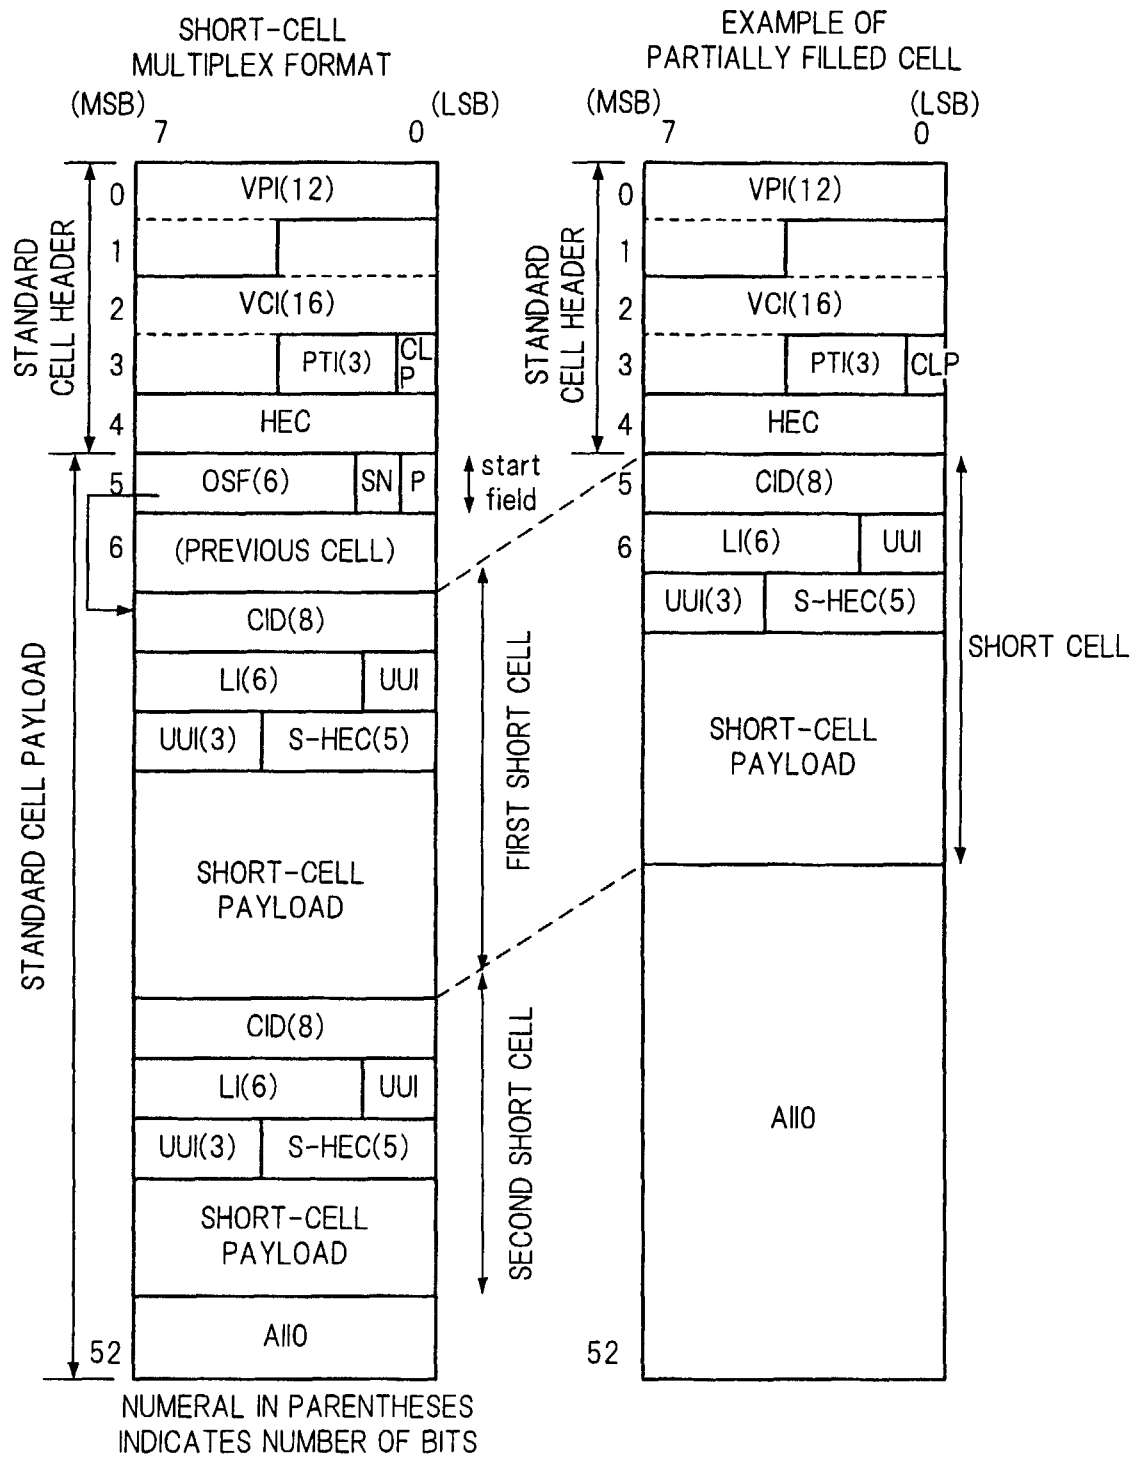 SHORT-CELL
MULTIPLEX FORMAT
(MSB)
7
(LSB)
0
STANDARD
CELL HEADER
0
VPI(12)
1
2
VCI(16)
3
PTI(3)
CL
P
4
HEC
STANDARD CELL PAYLOAD
5
OSF(6)
SN
P
start
field
6
(PREVIOUS CELL)
CID(8)
LI(6)
UUI
UUI(3)
S-HEC(5)
SHORT-CELL
PAYLOAD
FIRST SHORT CELL
CID(8)
LI(6)
UUI
UUI(3)
S-HEC(5)
SHORT-CELL
PAYLOAD
SECOND SHORT CELL
All0
52
NUMERAL IN PARENTHESES
INDICATES NUMBER OF BITS
EXAMPLE OF
PARTIALLY FILLED CELL
(MSB)
7
(LSB)
0
STANDARD
CELL HEADER
0
VPI(12)
1
2
VCI(16)
3
PTI(3)
CLP
4
HEC
5
CID(8)
6
LI(6)
UUI
UUI(3)
S-HEC(5)
SHORT-CELL
PAYLOAD
SHORT CELL
All0
52